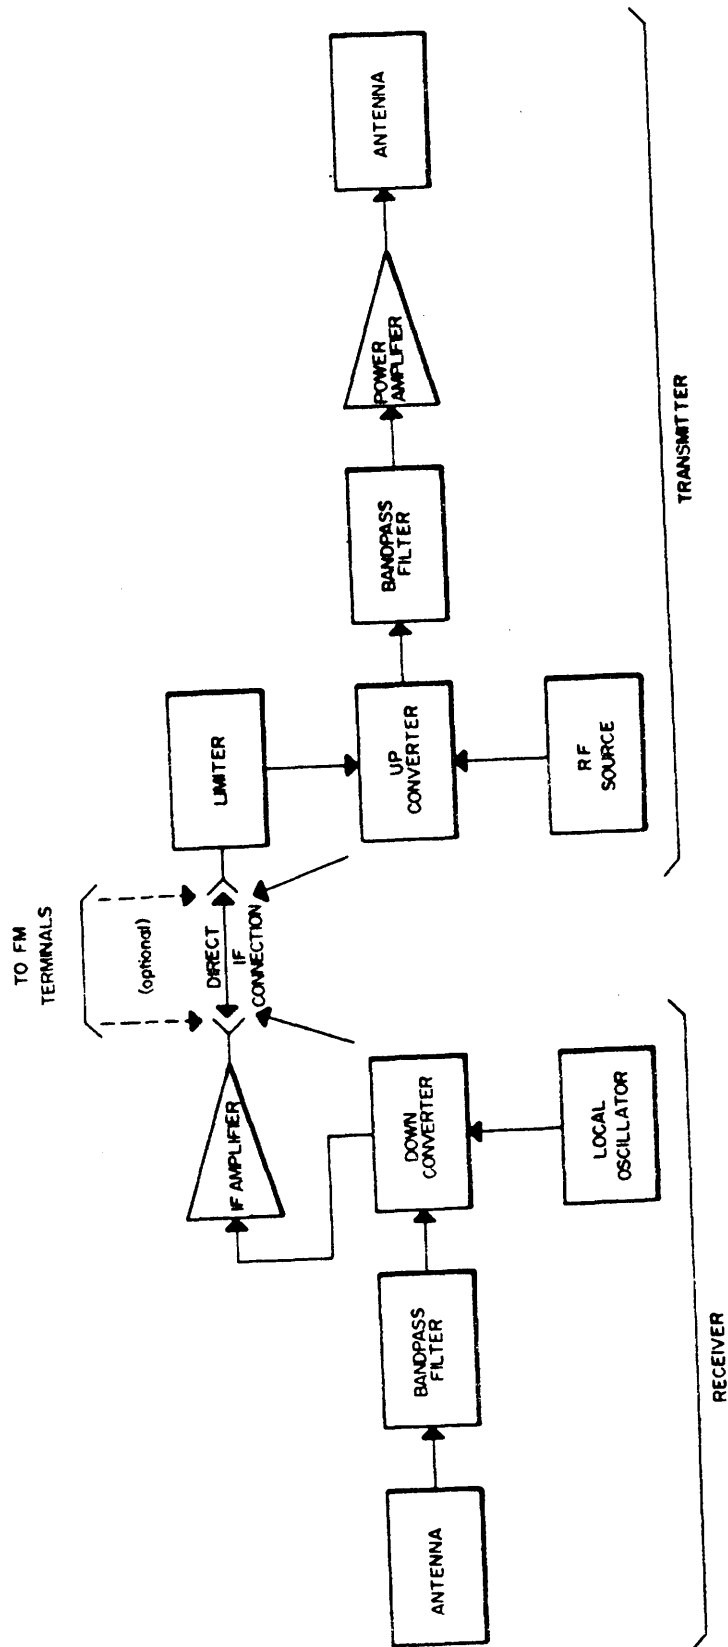 TO FM
TERMINALS
(optional)
DIRECT
IF
CONNECTION
IF AMPLIFIER
LIMITER
ANTENNA
BANDPASS
FILTER
DOWN
CONVERTER
UP
CONVERTER
BANDPASS
FILTER
POWER
AMPLIFIER
ANTENNA
LOCAL
OSCILLATOR
RF
SOURCE
RECEIVER
TRANSMITTER